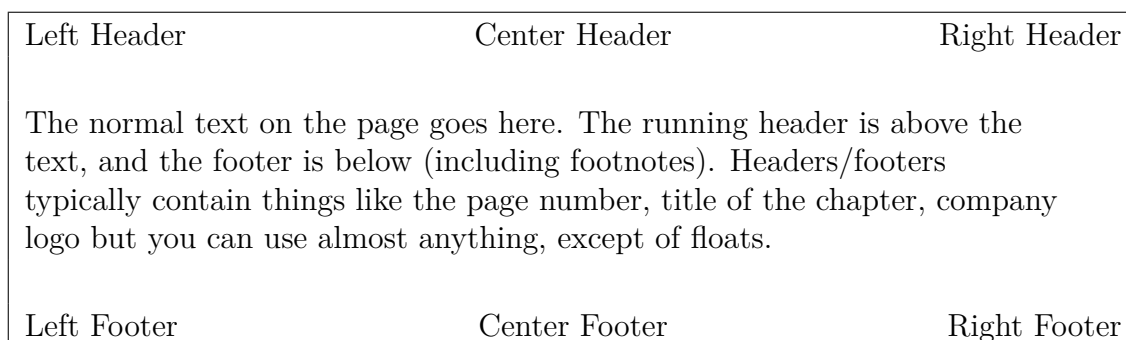 Left Header Center Header Right Header
The normal text on the page goes here. The running header is above the
text, and the footer is below (including footnotes). Headers/footers
typically contain things like the page number, title of the chapter, company
logo but you can use almost anything, except of floats.
Left Footer Center Footer Right Footer